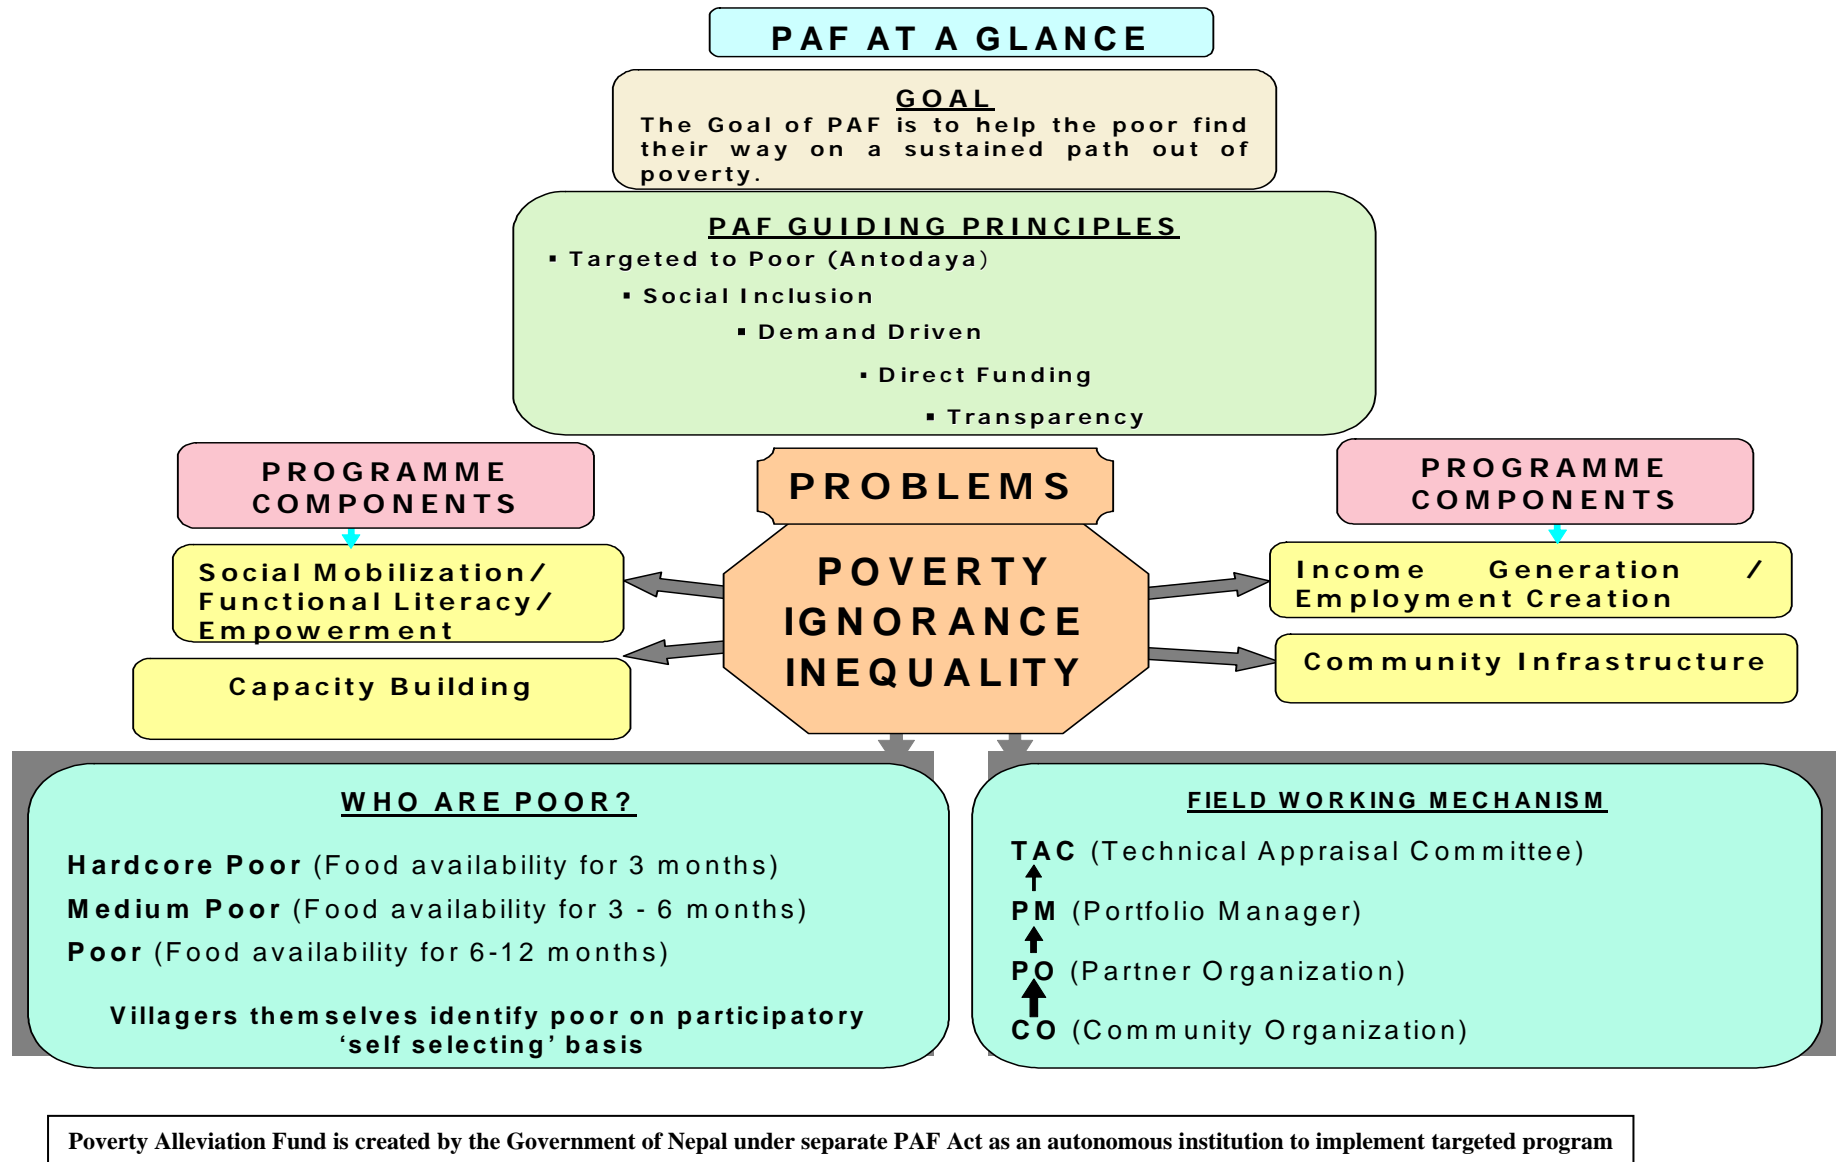 PAF AT A GLANCE
GOAL
The Goal of PAF is to help the poor find
their way on a sustained path out of
poverty.
PAF GUIDING PRINCIPLES
▪ Targeted to Poor (Antodaya)
▪ Social Inclusion
▪ Demand Driven
▪ Direct Funding
▪ Transparency
PROGRAMME
COMPONENTS
Social Mobilization/
Functional Literacy/
Empowerment
Capacity Building
PROBLEMS
POVERTY
IGNORANCE
INEQUALITY
PROGRAMME
COMPONENTS
Income Generation /
Employment Creation
Community Infrastructure
WHO ARE POOR?
Hardcore Poor (Food availability for 3 months)
Medium Poor (Food availability for 3 - 6 months)
Poor (Food availability for 6-12 months)
Villagers themselves identify poor on participatory
‘self selecting’ basis
FIELD WORKING MECHANISM
TAC (Technical Appraisal Committee)
PM (Portfolio Manager)
PO (Partner Organization)
CO (Community Organization)
Poverty Alleviation Fund is created by the Government of Nepal under separate PAF Act as an autonomous institution to implement targeted program